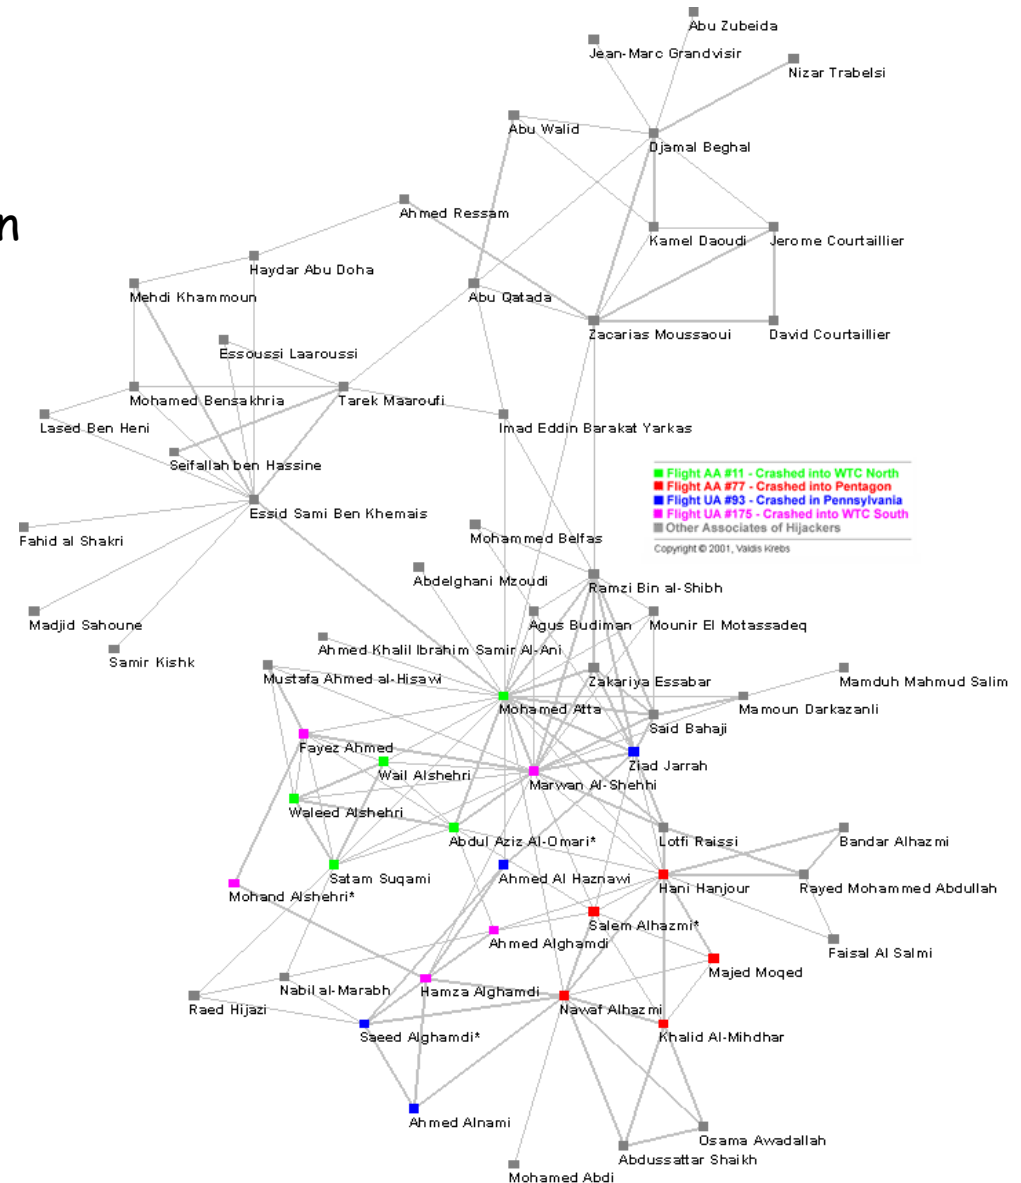 Abu Zubeida
Jean-Marc Grandvisir
Nizar Trabelsi
Abu Walid
Djamal Beghal
Ahmed Ressam
n
Kamel Daoudi
Jerome Courtaillier
Haydar Abu Doha
Mehdi Khammoun
Abu Qatada
Zacarias Moussaoui
David Courtaillier
Essoussi Laaroussi
Mohamed Bensakhria
Tarek Maaroufi
Lased Ben Heni
Imad Eddin Barakat Yarkas
Seifallah ben Hassine
Flight AA #11 - Crashed into WTC North
Flight AA #77 - Crashed into Pentagon
Flight UA #93 - Crashed in Pennsylvania
Flight UA #175 - Crashed into WTC South
Other Associates of Hijackers
Copyright © 2001, Valdis Krebs
Essid Sami Ben Khemais
Fahid al Shakri
Mohammed Belfas
Abdelghani Mzoudi
Ramzi Bin al-Shibh
Madjid Sahoune
Agus Budiman
Mounir El Motassadeq
Ahmed Khalil Ibrahim Samir Al-Ani
Samir Kishk
Mustafa Ahmed al-Hisawi
Zakariya Essabar
Mamduh Mahmud Salim
Mohamed Atta
Mamoun Darkazanli
Said Bahaji
Fayez Ahmed
Ziad Jarrah
Wail Alshehri
Marwan Al-Shehhi
Waleed Alshehri
Abdul Aziz Al-Omari*
Lotfi Raissi
Bandar Alhazmi
Satam Suqami
Ahmed Al Haznawi
Hani Hanjour
Rayed Mohammed Abdullah
Mohand Alshehri*
Salem Alhazmi*
Ahmed Alghamdi
Faisal Al Salmi
Majed Moqed
Nabil al-Marabh
Hamza Alghamdi
Raed Hijazi
Nawaf Alhazmi
Saeed Alghamdi*
Khalid Al-Mihdhar
Ahmed Alnami
Osama Awadallah
Abdussattar Shaikh
Mohamed Abdi